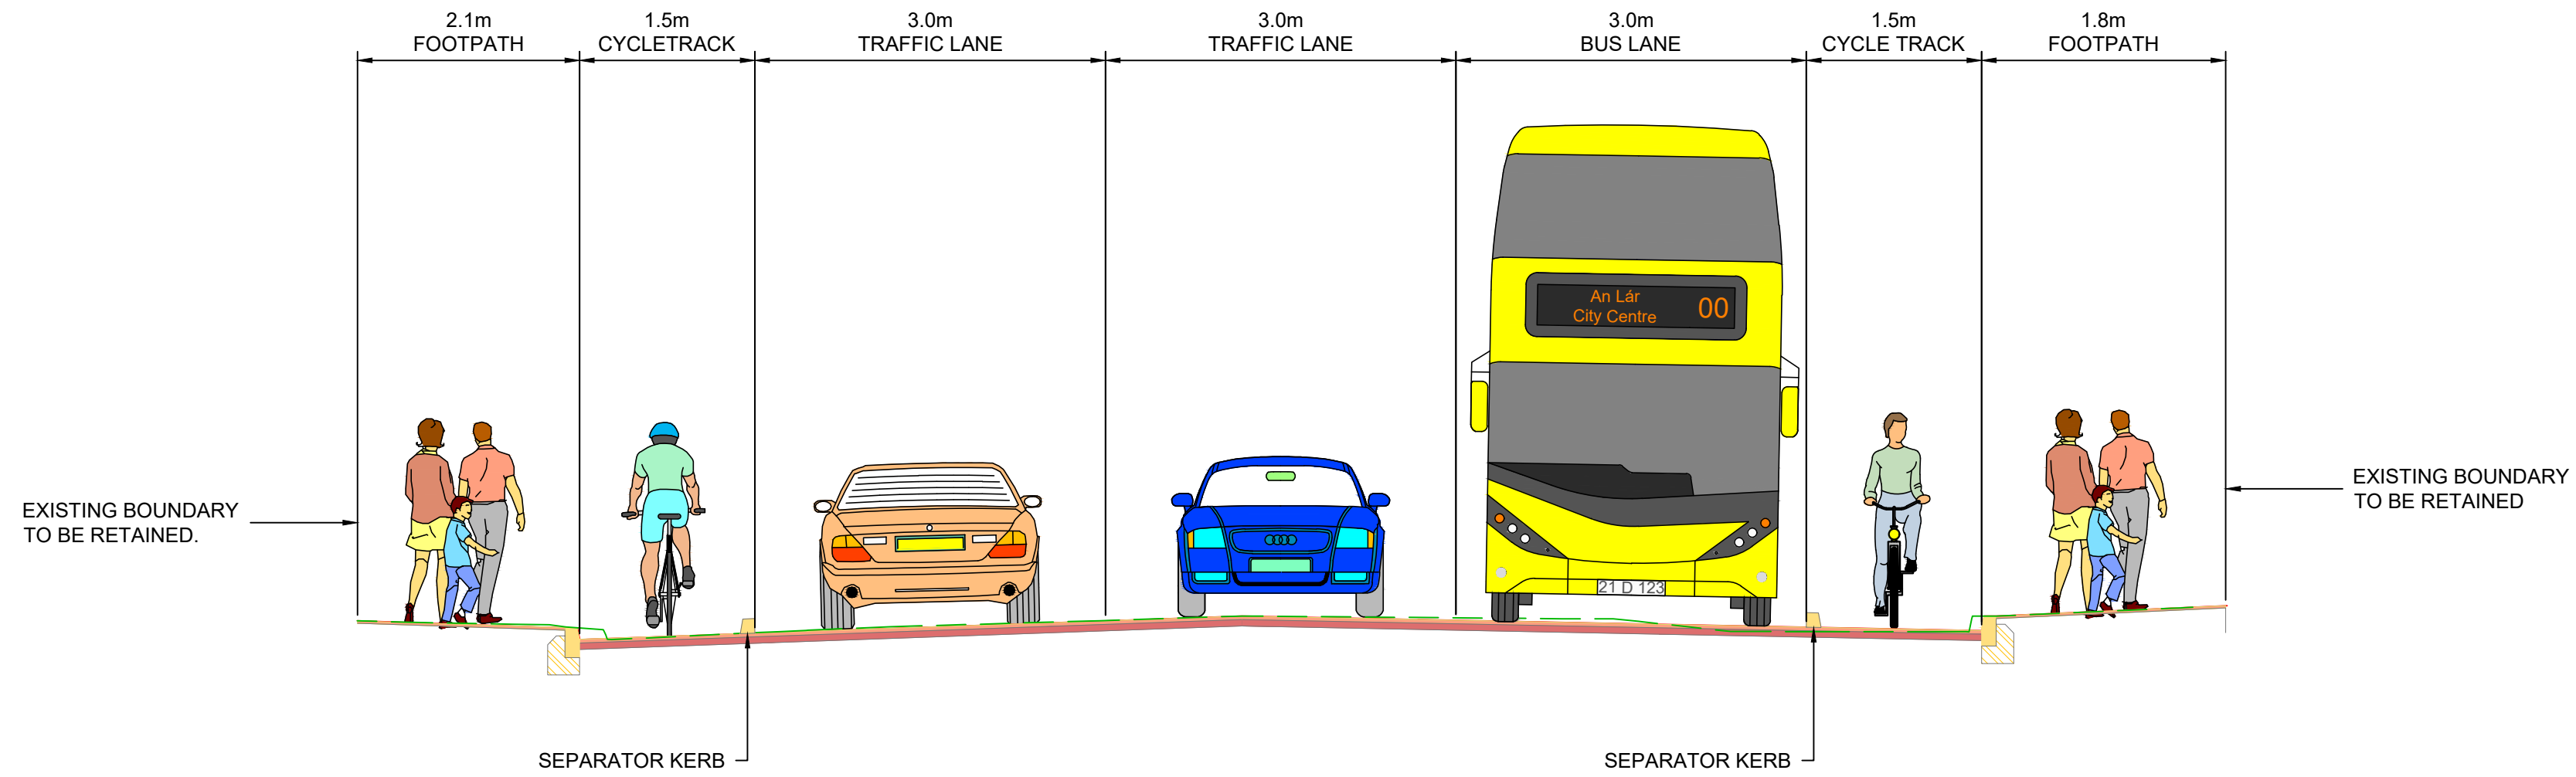 2.1m
FOOTPATH
1.5m
CYCLETRACK
3.0m
TRAFFIC LANE
3.0m
TRAFFIC LANE
3.0m
BUS LANE
1.5m
CYCLE TRACK
1.8m
FOOTPATH
An Lár
City Centre
00
EXISTING BOUNDARY
TO BE RETAINED.
EXISTING BOUNDARY
TO BE RETAINED
21 D 123
SEPARATOR KERB
SEPARATOR KERB